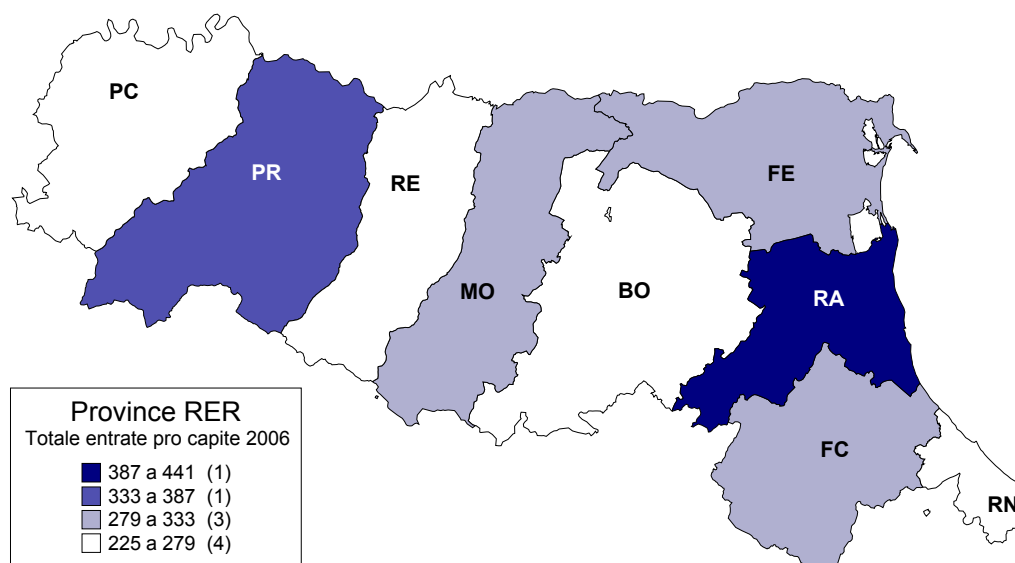 PC
PR
RE
MO
BO
FE
RA
FC
RN
Province RER
Totale entrate pro capite 2006
387 a 441 (1)
333 a 387 (1)
279 a 333 (3)
225 a 279 (4)